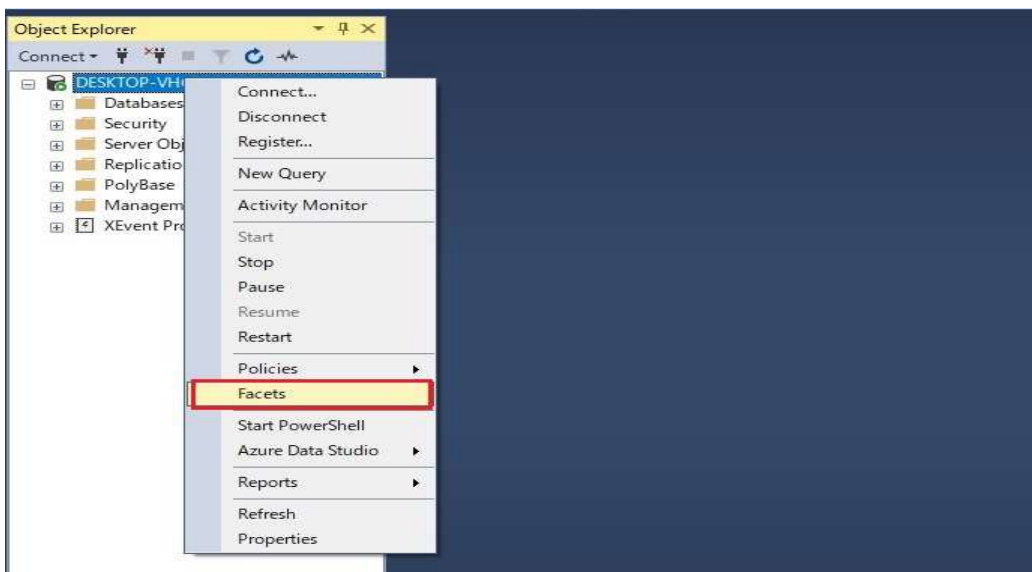 Object Explorer
Connect
DESKTOP-VH
Databases
Security
Server Obj
Replicatio
PolyBase
Managem
XEvent Pro
Connect...
Disconnect
Register...
New Query
Activity Monitor
Start
Stop
Pause
Resume
Restart
Policies
Facets
Start PowerShell
Azure Data Studio
Reports
Refresh
Properties